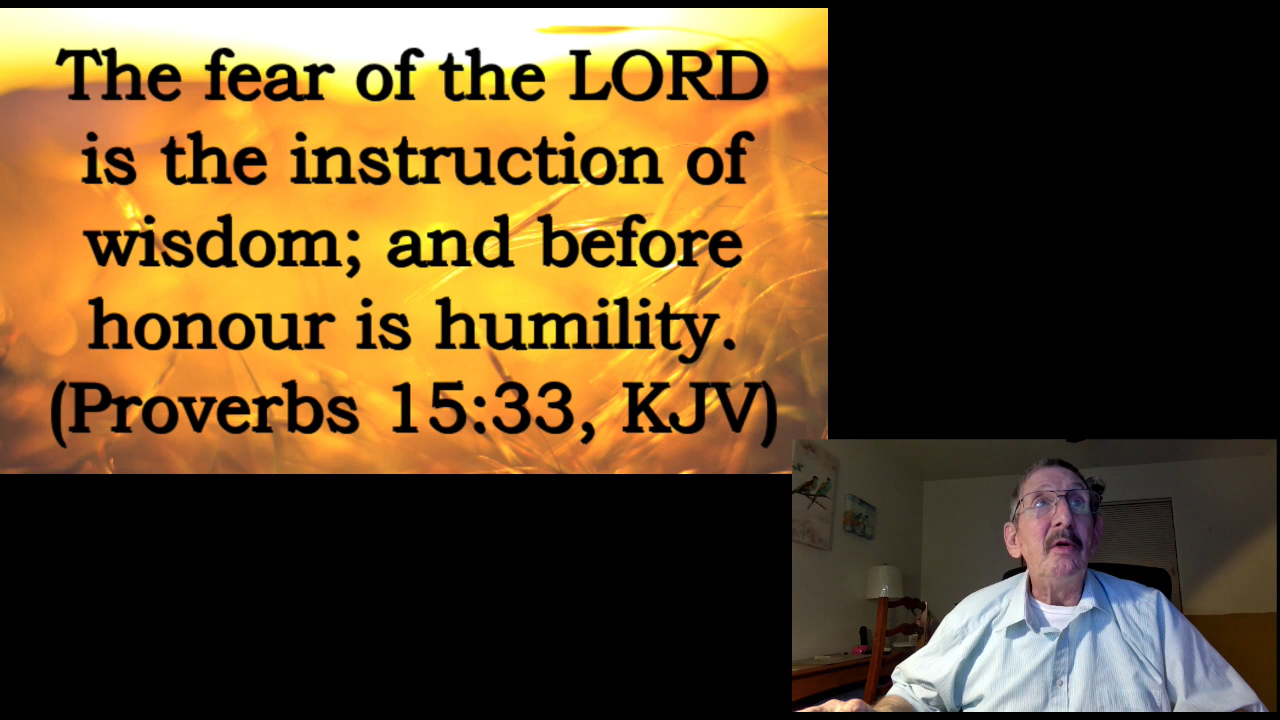 The fear of the LORD
is the instruction of
wisdom; and before
honour is humility.
(Proverbs 15:33, KJV)